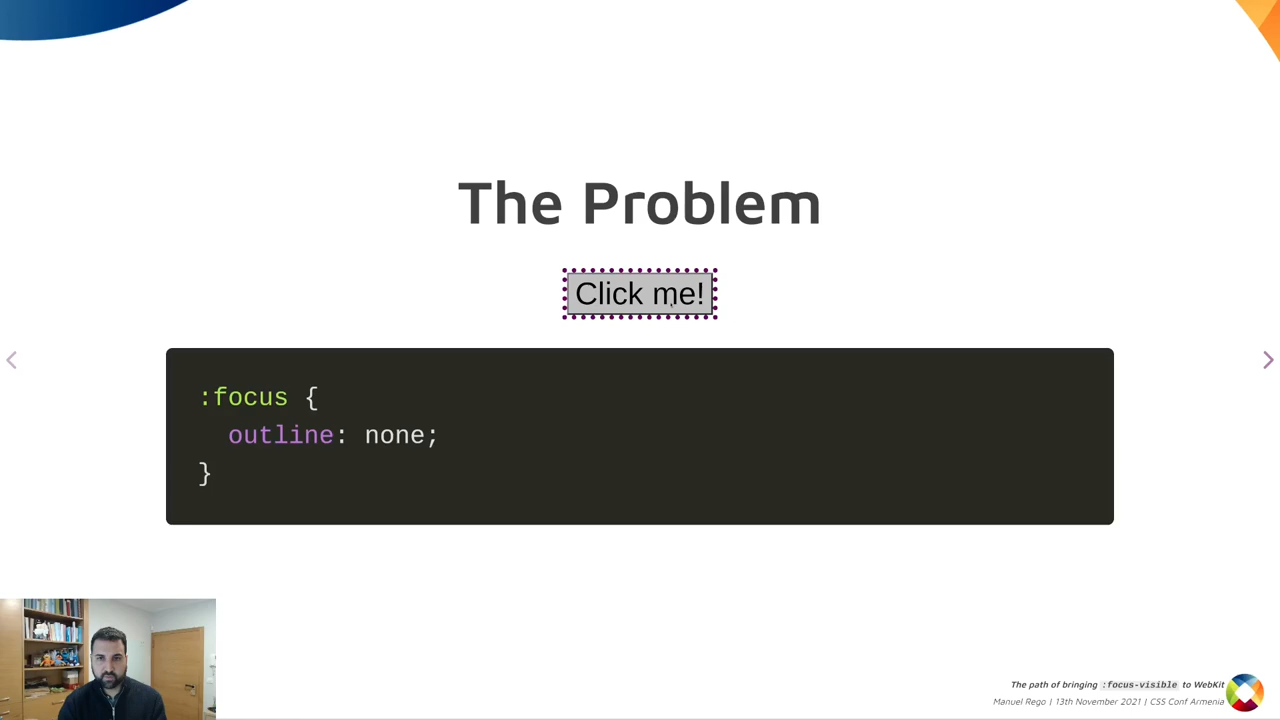 The Problem
Click me!
:focus {
  outline: none;
}
The path of bringing :focus-visible to WebKit
Manuel Rego | 13th November 2021 | CSS Conf Armenia